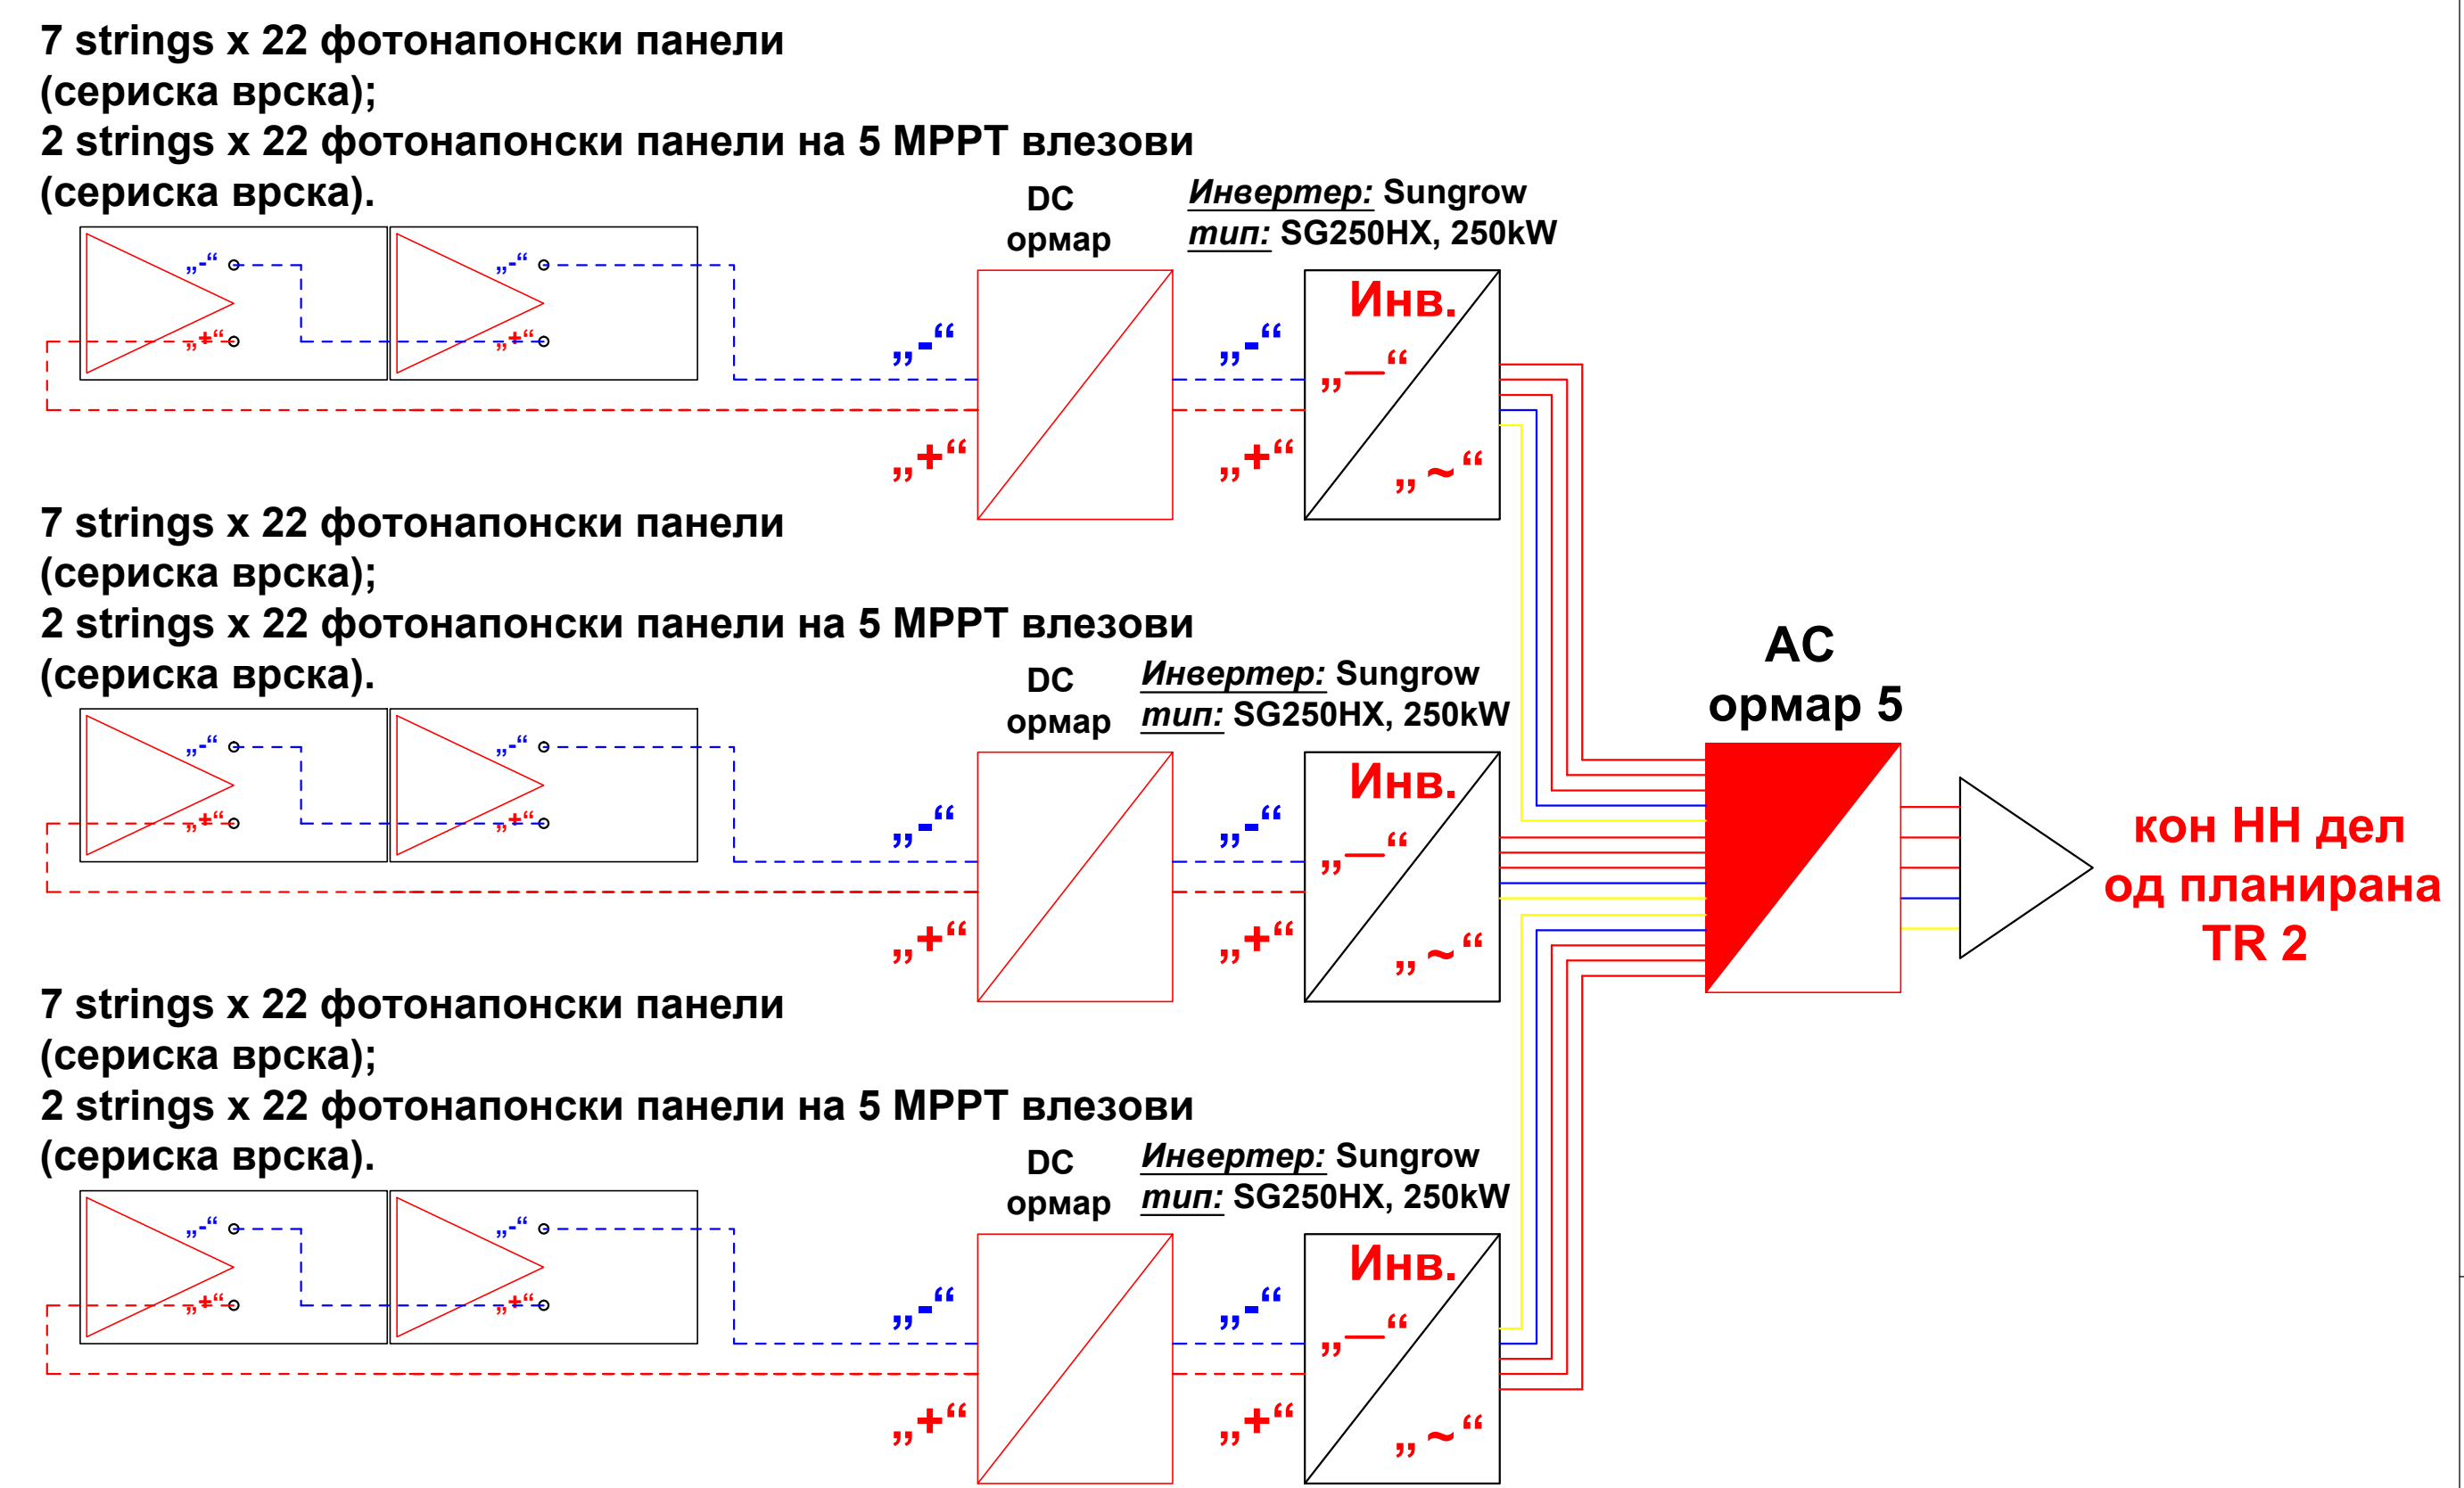 7 strings x 22 фотонапонски панели
(сериска врска);
2 strings x 22 фотонапонски панели на 5 МРРТ влезови
(сериска врска).
DC
ормар
Инвертер: Sungrow
тип: SG250HX, 250kW
„-“
„+“
„-“
„+“
„-“
„+“
„-“
„+“
Инв.
„—“
„~“
7 strings x 22 фотонапонски панели
(сериска врска);
2 strings x 22 фотонапонски панели на 5 МРРТ влезови
(сериска врска).
DC
ормар
Инвертер: Sungrow
тип: SG250HX, 250kW
„-“
„+“
„-“
„+“
„-“
„+“
„-“
„+“
Инв.
„—“
„~“
AC
ормар 5
кон НН дел
од планирана
TR 2
7 strings x 22 фотонапонски панели
(сериска врска);
2 strings x 22 фотонапонски панели на 5 МРРТ влезови
(сериска врска).
DC
ормар
Инвертер: Sungrow
тип: SG250HX, 250kW
„-“
„+“
„-“
„+“
„-“
„+“
„-“
„+“
Инв.
„—“
„~“